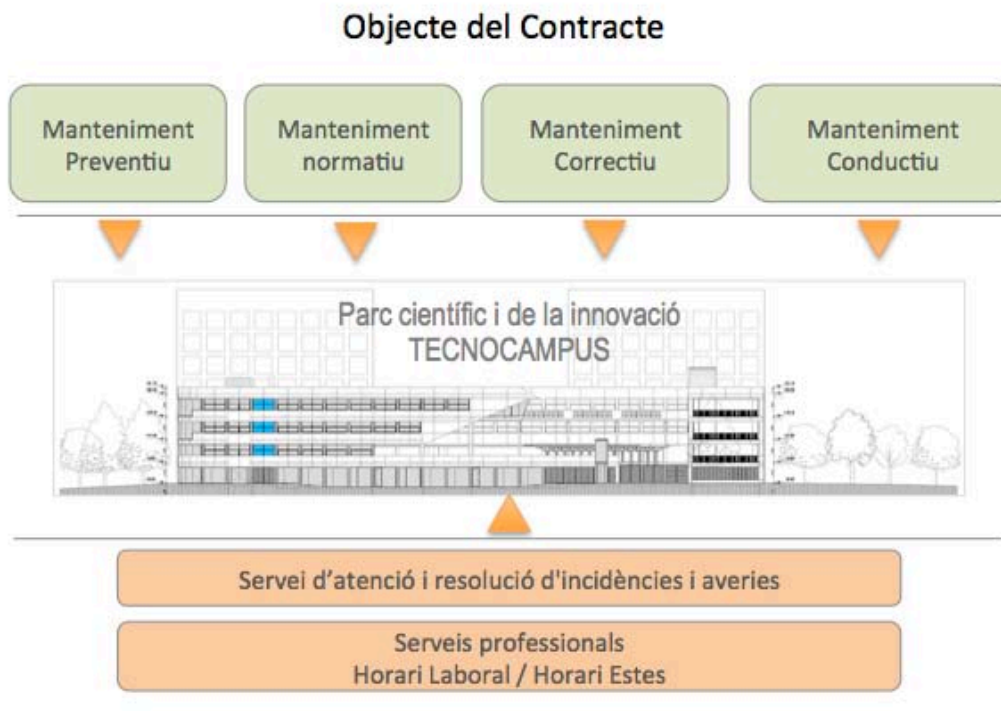 Objecte del Contracte
Manteniment
Preventiu
Manteniment
normatiu
Manteniment
Correctiu
Manteniment
Conductiu
Parc científic i de la innovació
TECNOCAMPUS
Servei d'atenció i resolució d'incidències i averies
Serveis professionals
Horari Laboral / Horari Estes